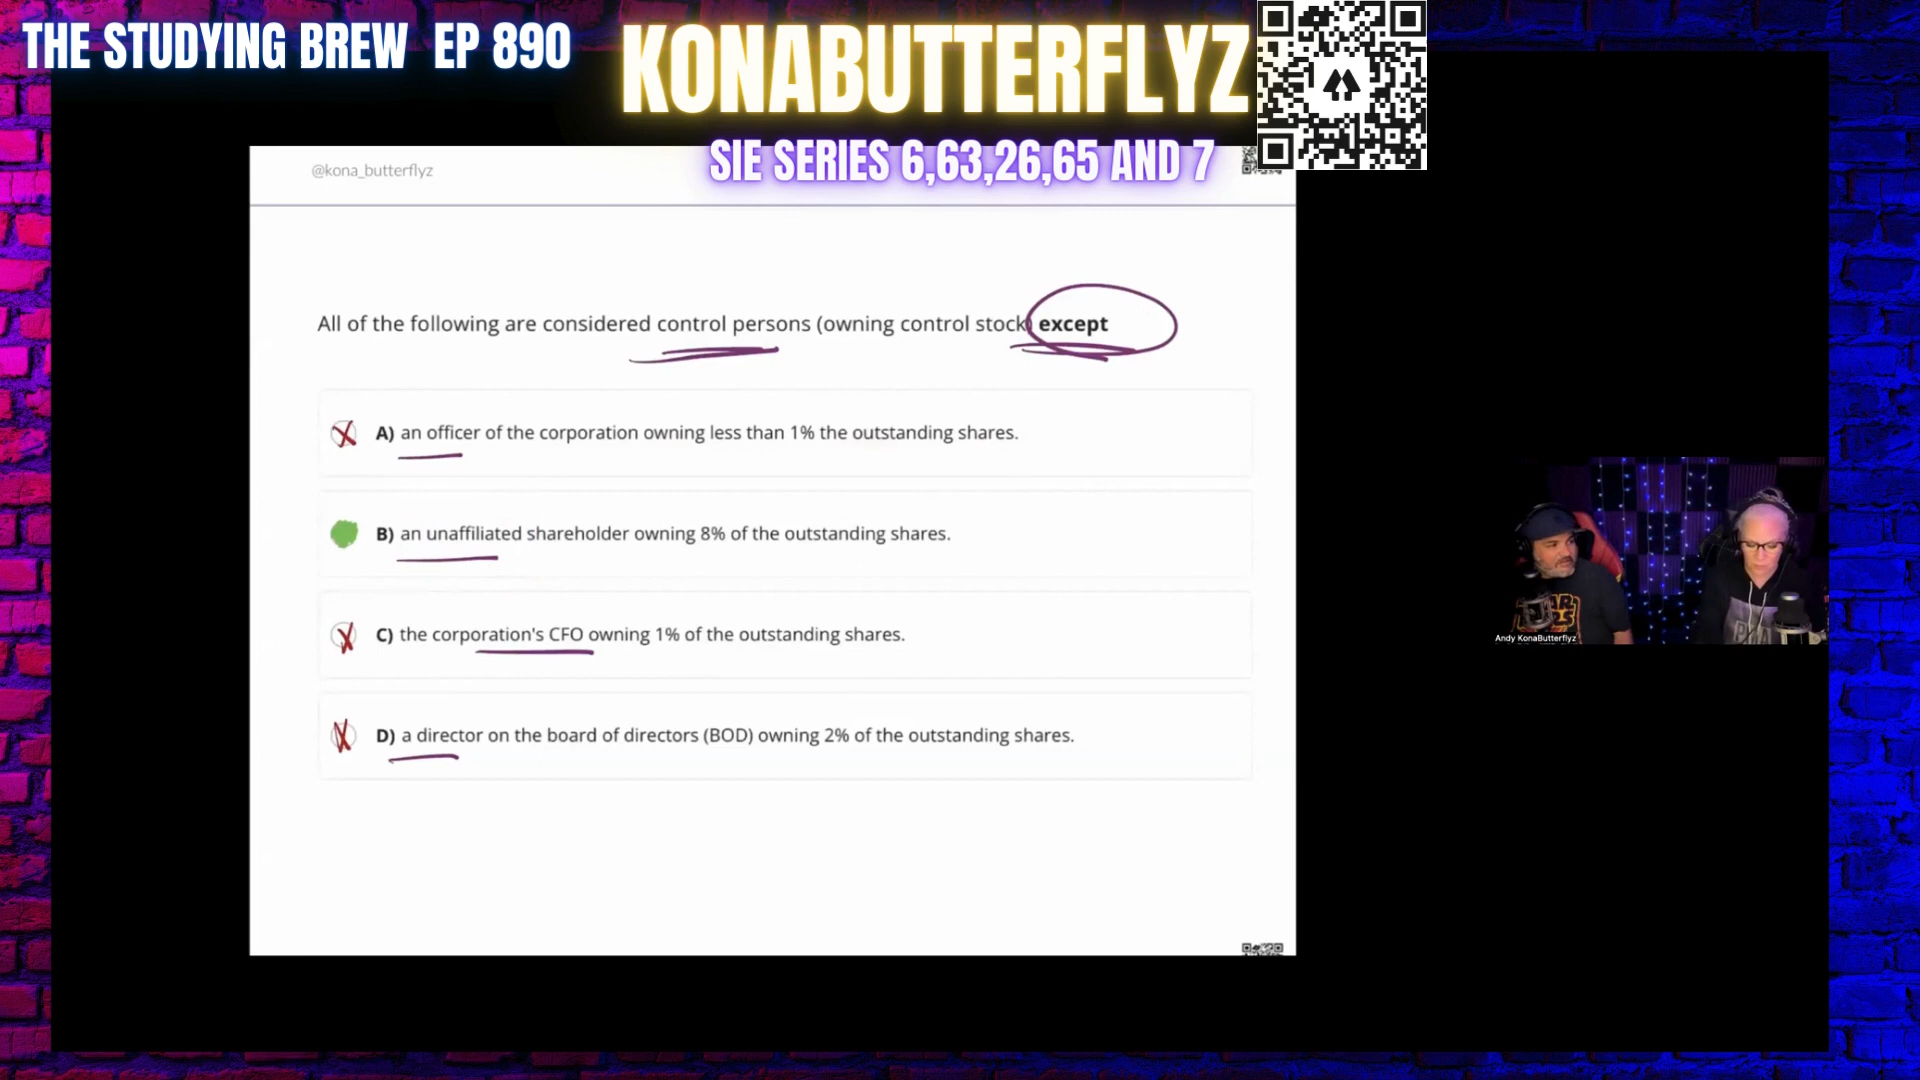 THE STUDYING BREW EP 890
KONABUTTERFLYZ
SIE SERIES 6,63,26,65 AND 7
@kona_butterflyz
All of the following are considered control persons (owning control stock) except
A) an officer of the corporation owning less than 1% the outstanding shares.
B) an unaffiliated shareholder owning 8% of the outstanding shares.
C) the corporation's CFO owning 1% of the outstanding shares.
D) a director on the board of directors (BOD) owning 2% of the outstanding shares.
Andy KonaButterflyz